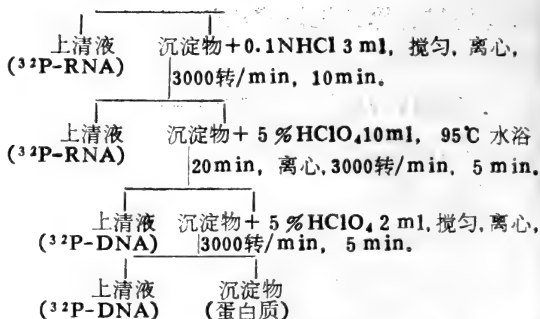 上清液 沉淀物+0.1NHCl 3 ml, 搅匀, 离心,
(³²P-RNA) 3000转/min, 10min。
上清液 沉淀物+5%HClO₄10ml, 95℃ 水浴
(³²P-RNA) 20min, 离心,3000转/min, 5 min。
上清液 沉淀物+5%HClO₄ 2 ml,搅匀,离心,
(³²P-DNA) 3000转/min, 5 min。
上清液 沉淀物
(³²P-DNA) (蛋白质)